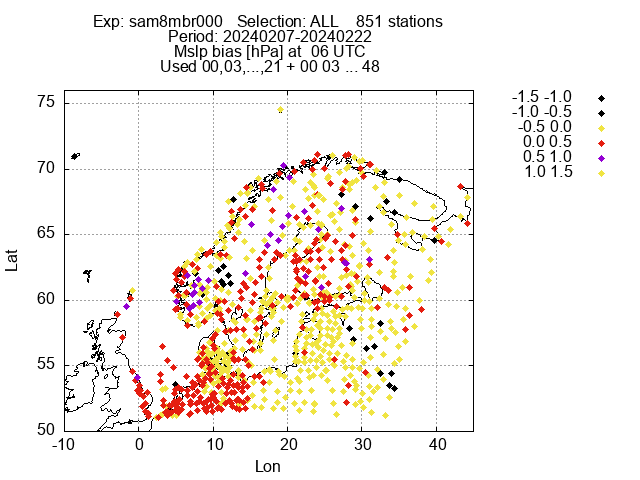 Exp: sam8mbr000 Selection: ALL 851 stations
Period: 20240207-20240222
Mslp bias [hPa] at 06 UTC
Used 00,03,...,21 + 00 03 ... 48
-1.5 -1.0
-1.0 -0.5
-0.5 0.0
0.0 0.5
0.5 1.0
1.0 1.5
75
70
65
60
55
50
Lat
-10 0 10 20 30 40
Lon